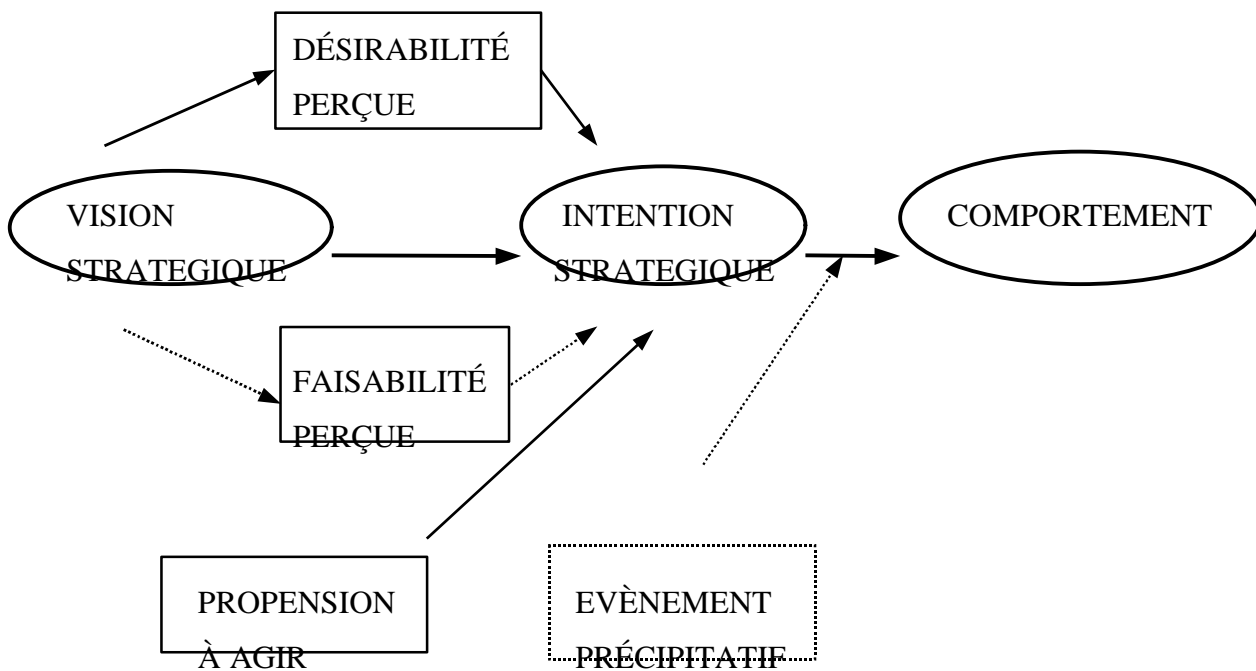 DÉSIRABILITÉ
PERÇUE
VISION
STRATEGIQUE
INTENTION
STRATEGIQUE
COMPORTEMENT
FAISABILITÉ
PERÇUE
PROPENSION
À AGIR
EVÈNEMENT
PRÉCIPITATIF